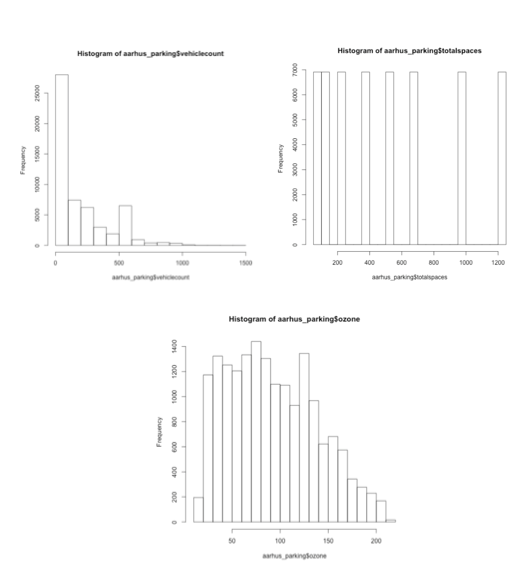 Histogram of aarhus_parking$vehiclecount
Frequency
0 5000 10000 15000 20000 25000
0 500 1000 1500
aarhus_parking$vehiclecount
Histogram of aarhus_parking$totalspaces
Frequency
0 1000 2000 3000 4000 5000 6000 7000
200 400 600 800 1000 1200
aarhus_parking$totalspaces
Histogram of aarhus_parking$ozone
Frequency
0 200 400 600 800 1000 1200 1400
50 100 150 200
aarhus_parking$ozone